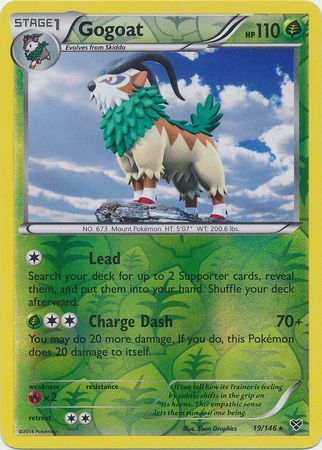 STAGE1
Gogoat
HP110
Evolves from Skiddo
NO. 673 Mount Pokémon HT: 5'07" WT: 200.6 lbs.
Lead
Search your deck for up to 2 Supporter cards, reveal
them, and put them into your hand. Shuffle your deck
afterward.
Charge Dash 70+
You may do 20 more damage. If you do, this Pokémon
does 20 damage to itself.
weakness resistance
×2
retreat
It can tell how its Trainer is feeling
by subtle shifts in the grip on
its horns. This empathic sense
lets them run as if one being.
©2014 Pokémon
Illus. 5ban Graphics
19/146★
XY